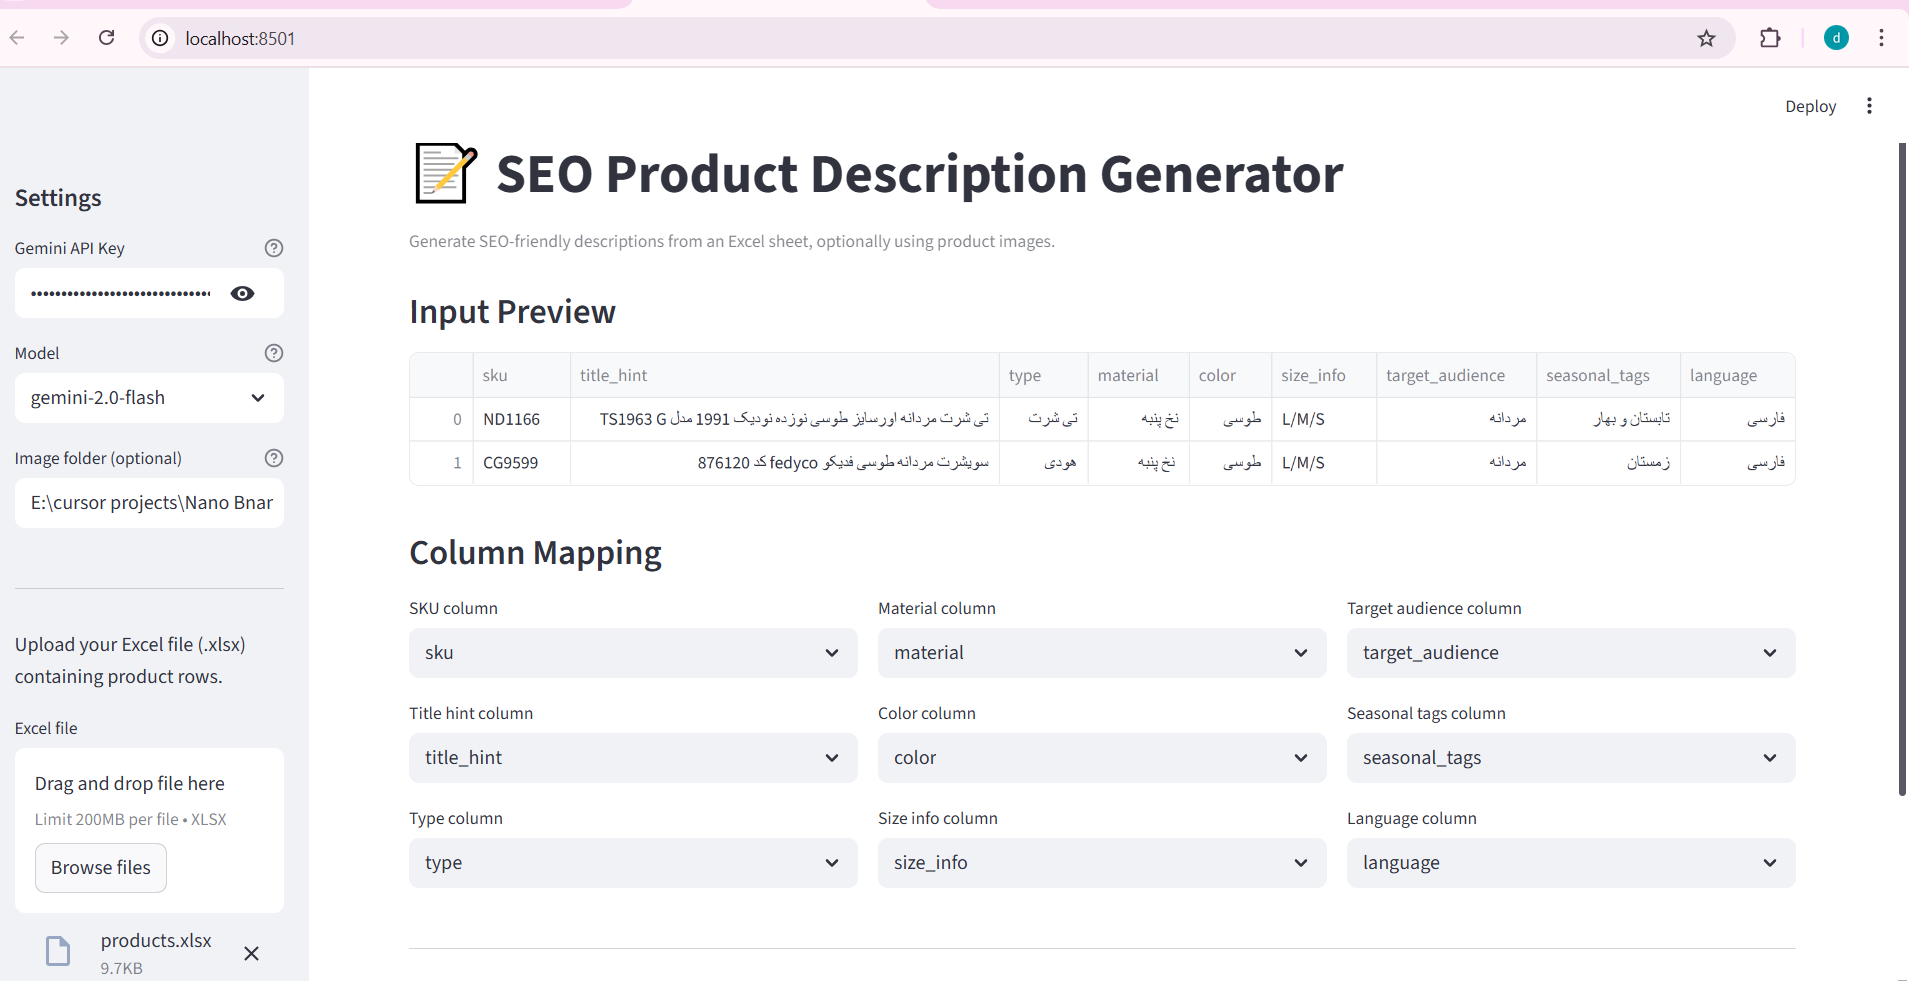 localhost:8501
d
Deploy
Settings
Gemini API Key
••••••••••••••••••••••••••••••
Model
gemini-2.0-flash
Image folder (optional)
E:\cursor projects\Nano Bnar
Upload your Excel file (.xlsx)
containing product rows.
Excel file
Drag and drop file here
Limit 200MB per file • XLSX
Browse files
products.xlsx
9.7KB
SEO Product Description Generator
Generate SEO-friendly descriptions from an Excel sheet, optionally using product images.
Input Preview
sku title_hint type material color size_info target_audience seasonal_tags language
0 ND1166 تی شرت مردانه اورسایز طوسی نوزده نودیک 1991 مدل TS1963 G تی شرت نخ پنبه طوسی L/M/S مردانه تابستان و بهار فارسی
1 CG9599 سویشرت مردانه طوسی فدیکو fedyco کد 876120 هودی نخ پنبه طوسی L/M/S مردانه زمستان فارسی
Column Mapping
SKU column Material column Target audience column
sku material target_audience
Title hint column Color column Seasonal tags column
title_hint color seasonal_tags
Type column Size info column Language column
type size_info language